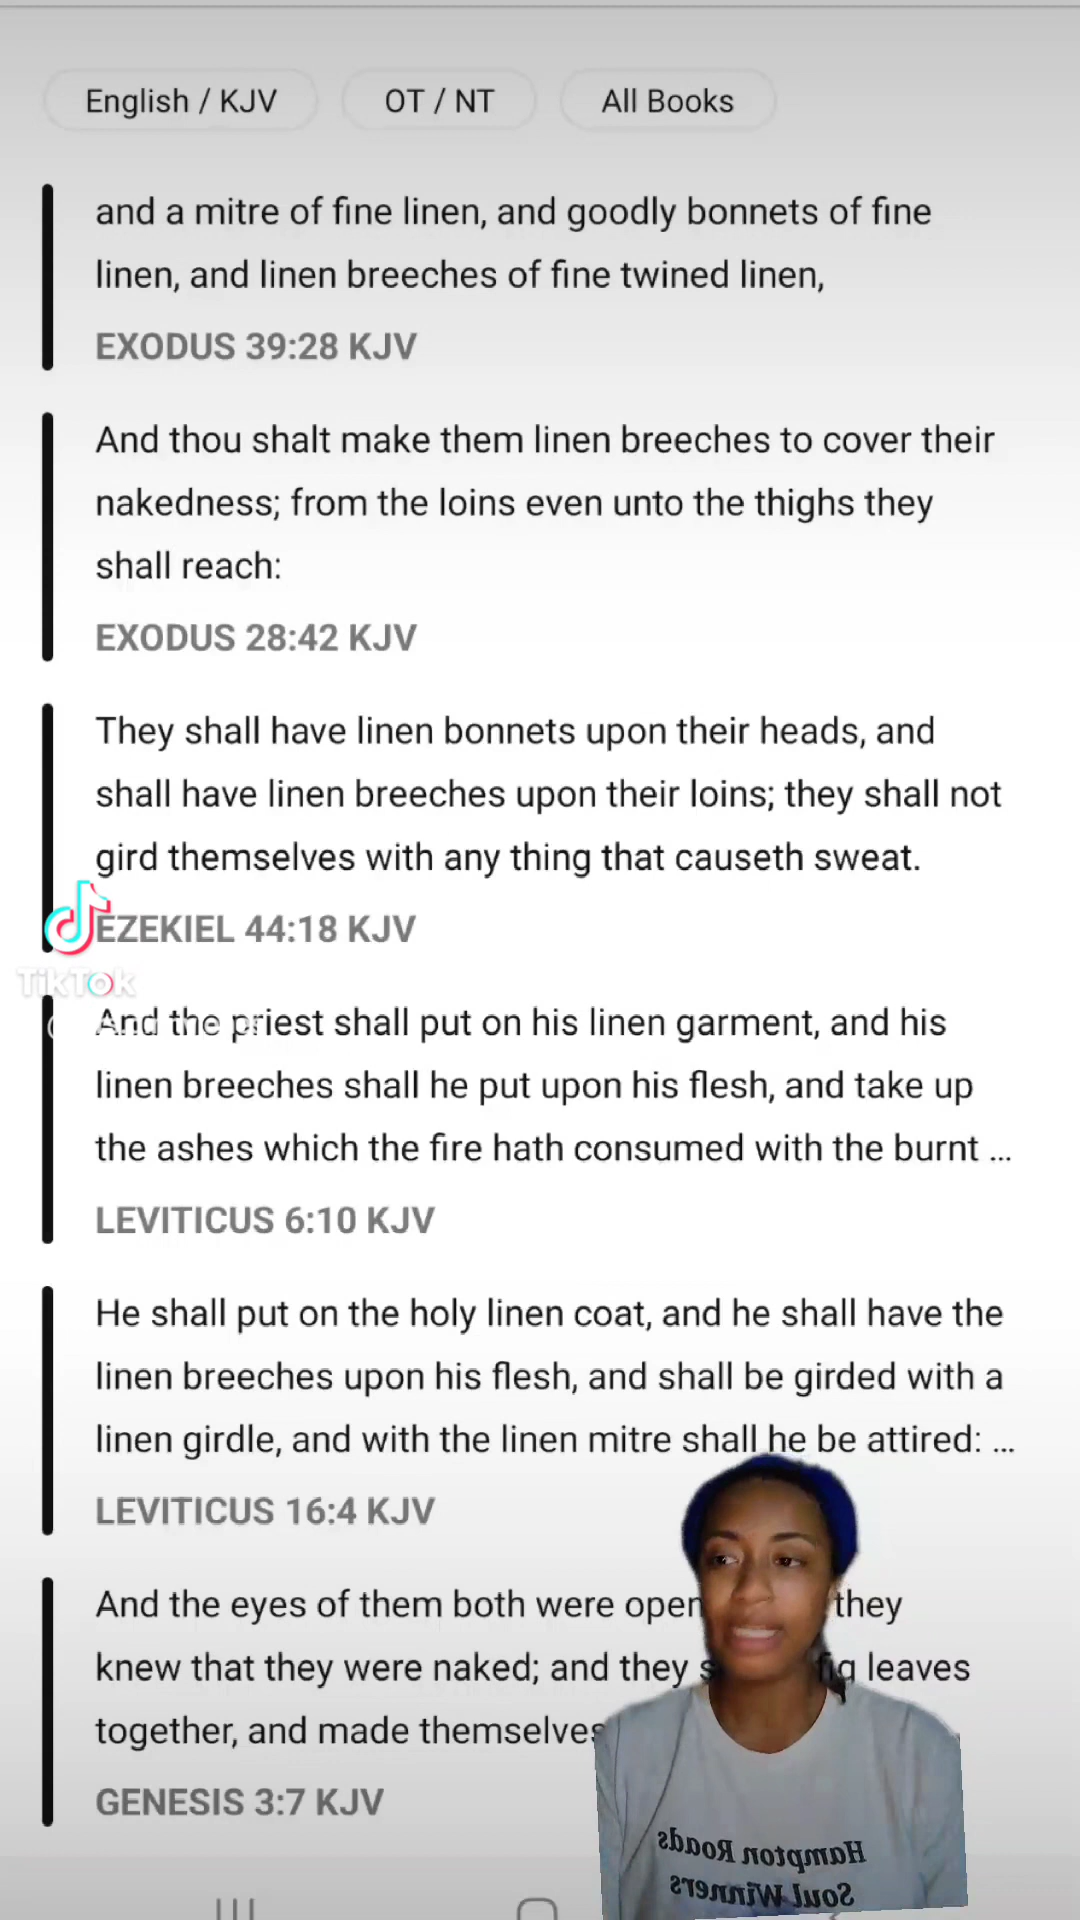 English / KJV
OT / NT
All Books
and a mitre of fine linen, and goodly bonnets of fine
linen, and linen breeches of fine twined linen,
EXODUS 39:28 KJV
And thou shalt make them linen breeches to cover their
nakedness; from the loins even unto the thighs they
shall reach:
EXODUS 28:42 KJV
They shall have linen bonnets upon their heads, and
shall have linen breeches upon their loins; they shall not
gird themselves with any thing that causeth sweat.
EZEKIEL 44:18 KJV
TikTok
And the priest shall put on his linen garment, and his
linen breeches shall he put upon his flesh, and take up
the ashes which the fire hath consumed with the burnt ...
LEVITICUS 6:10 KJV
He shall put on the holy linen coat, and he shall have the
linen breeches upon his flesh, and shall be girded with a
linen girdle, and with the linen mitre shall he be attired: ...
LEVITICUS 16:4 KJV
And the eyes of them both were open they
knew that they were naked; and they fig leaves
together, and made themselves
GENESIS 3:7 KJV
Hampton Roads
Soul Winners